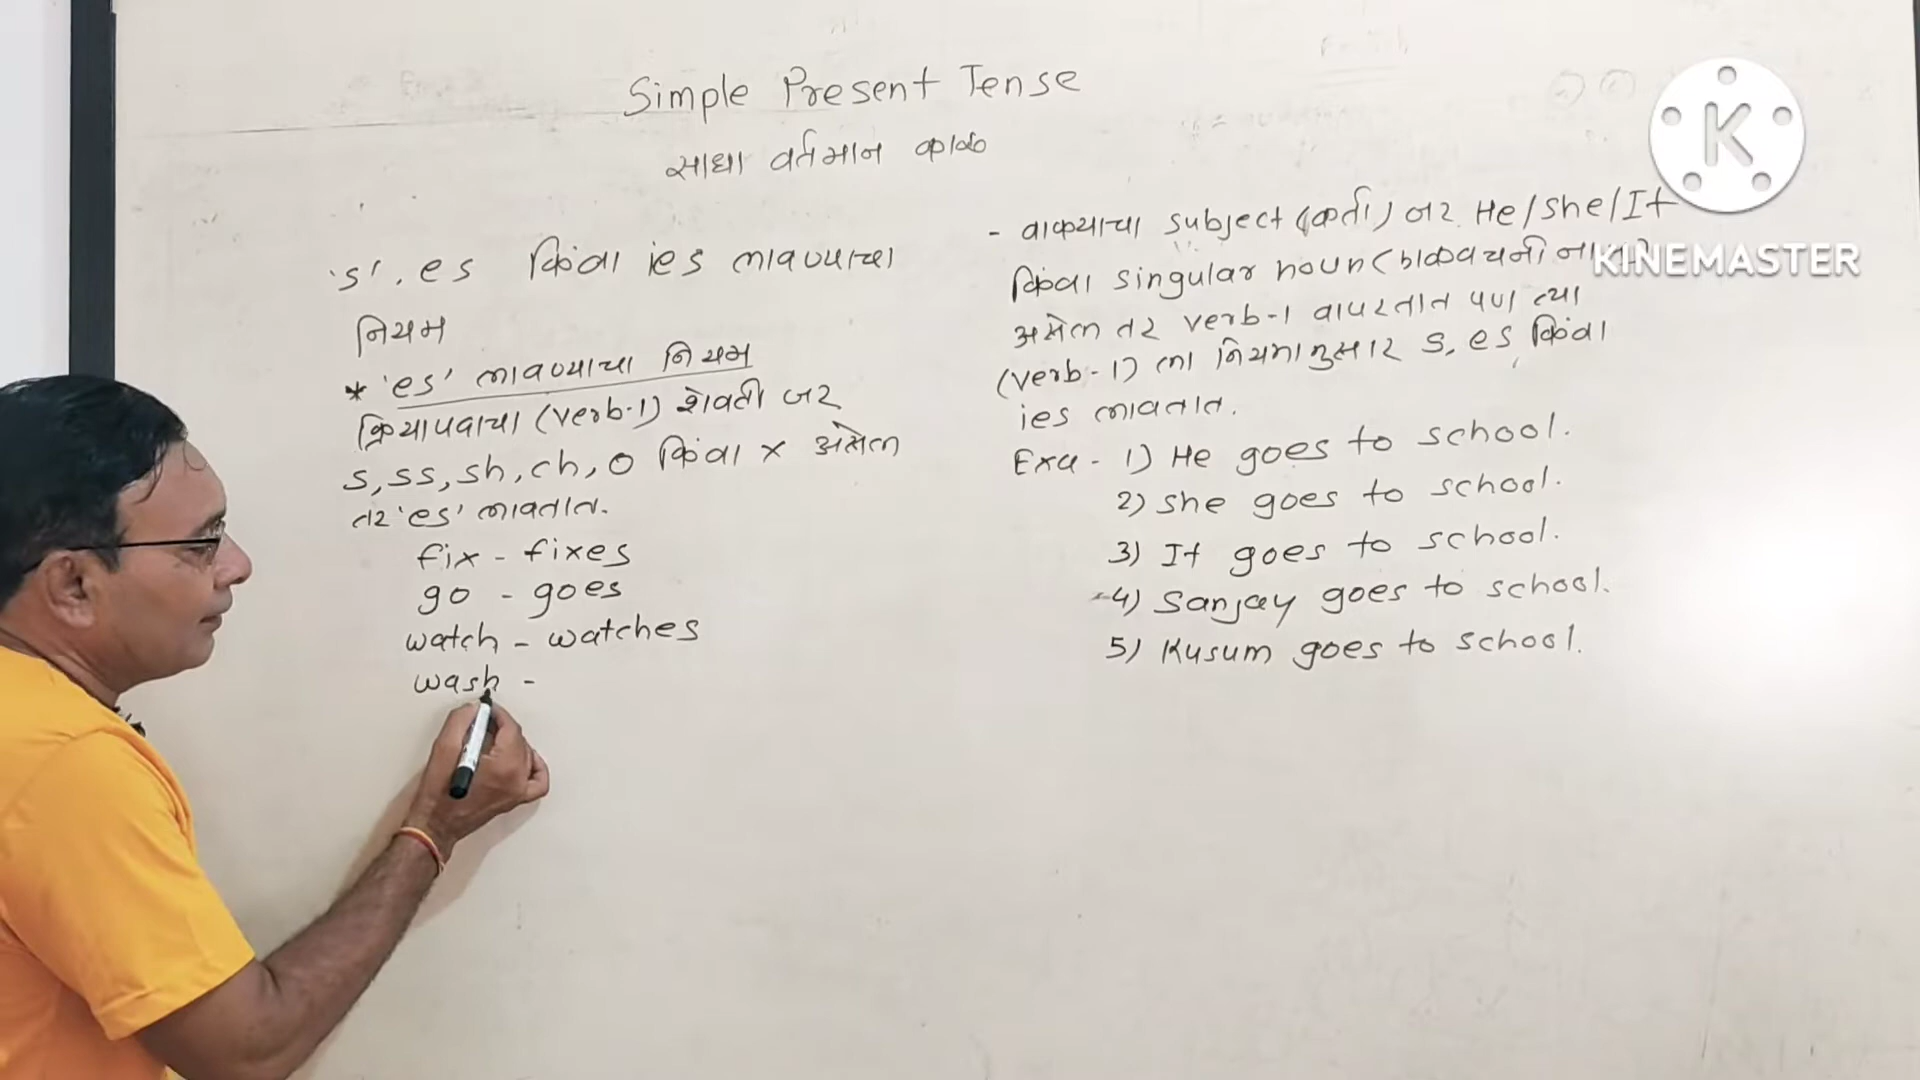 Simple Present Tense
साधा वर्तमान काळ
's', es किंवा ies लावण्याचा
नियम
* 'es' लावण्याचा नियम
क्रियापदाचा (verb-1) शेवटी जर
s, ss, sh, ch, o किंवा x असेल
तर 'es' लावतात.
fix - fixes
go - goes
watch - watches
wash -
- वाक्याचा subject (कर्ता) जर He/She/It
किंवा singular noun (एकवचनी
असेल तर verb-1 वापरतात पण त्या
(verb-1) ला नियमानुसार s, es किंवा
ies लावतात.
Exa - 1) He goes to school.
2) she goes to school.
3) It goes to school.
4) Sanjay goes to school.
5) Kusum goes to school.
K
KINEMASTER